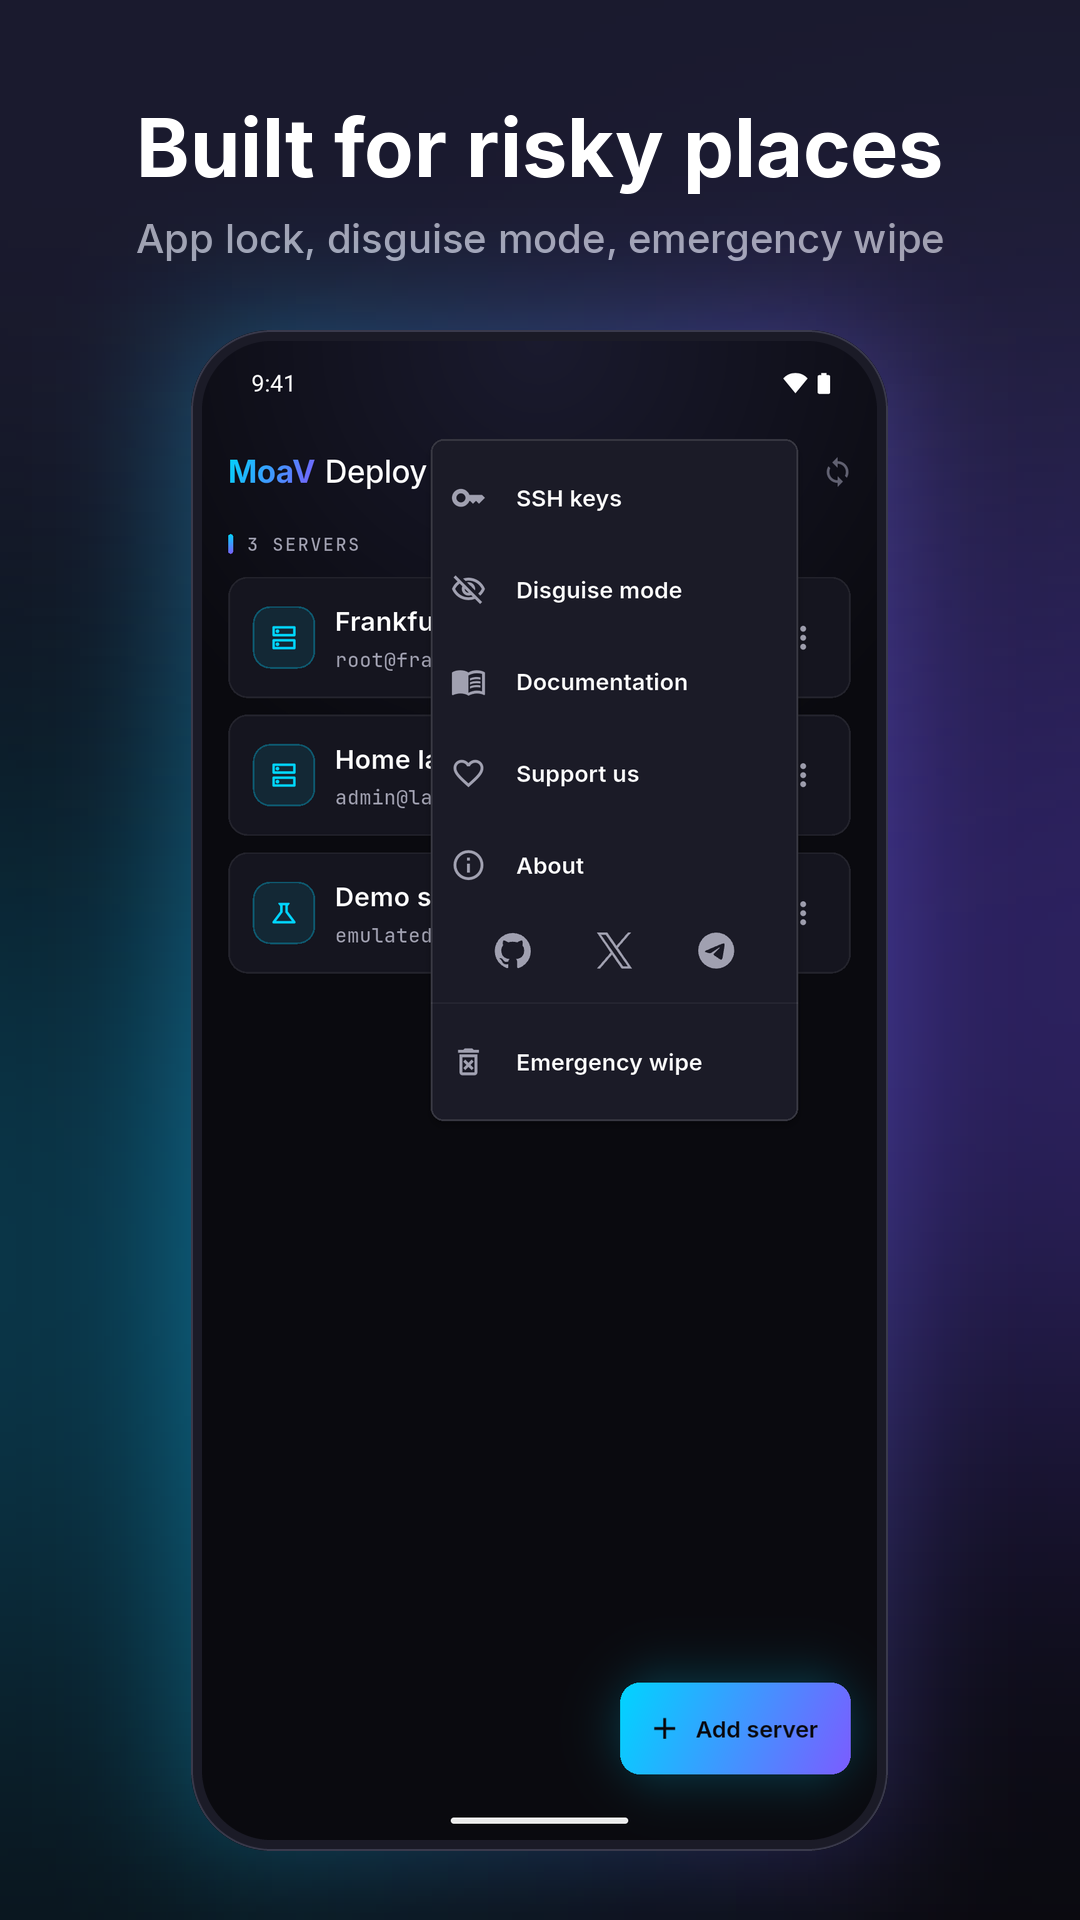 Built for risky places
App lock, disguise mode, emergency wipe
9:41
MoaV Deploy
3 SERVERS
Frankfu
root@fra
Home la
admin@la
Demo s
emulated
SSH keys
Disguise mode
Documentation
Support us
About
Emergency wipe
Add server